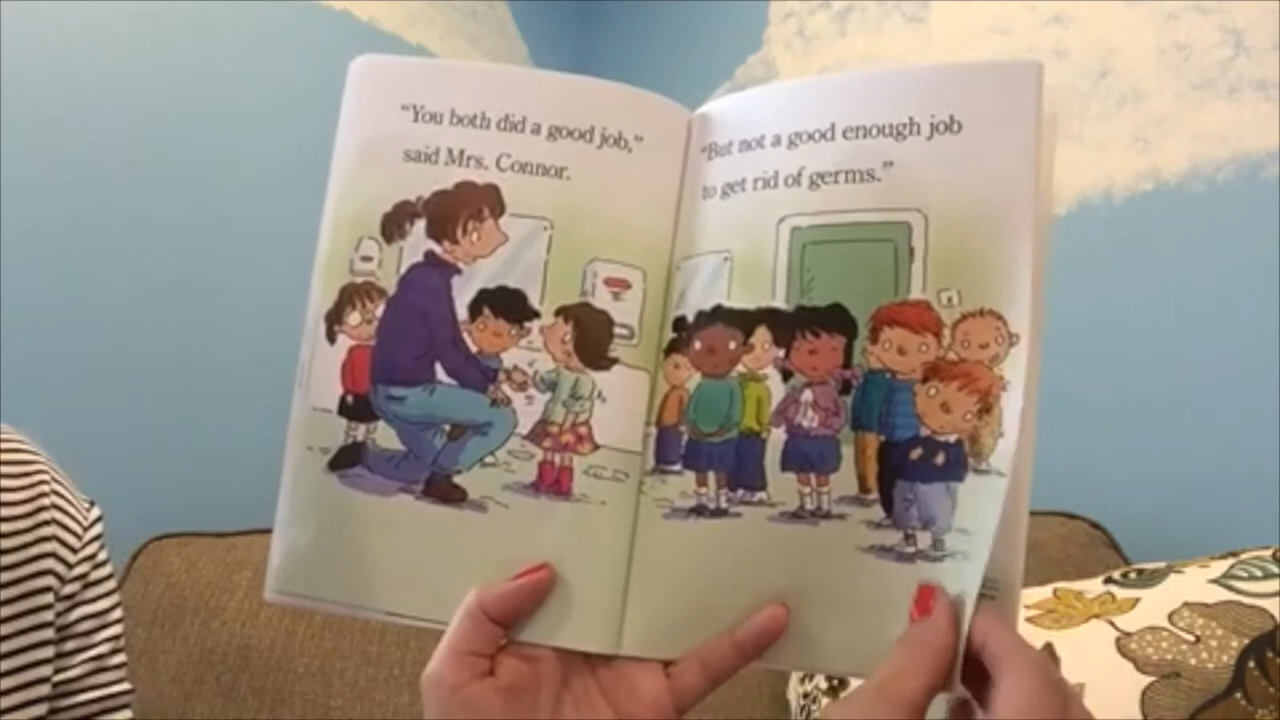 “You both did a good job,”
said Mrs. Connor.
“But not a good enough job
to get rid of germs.”